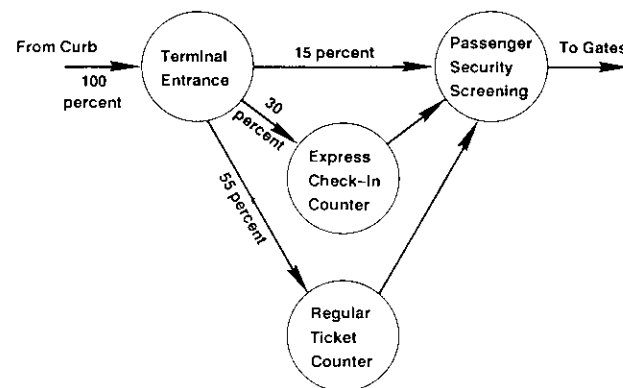 From Curb
100
percent
Terminal
Entrance
15 percent
Passenger
Security
Screening
To Gates
30
percent
Express
Check-In
Counter
55 percent
Regular
Ticket
Counter